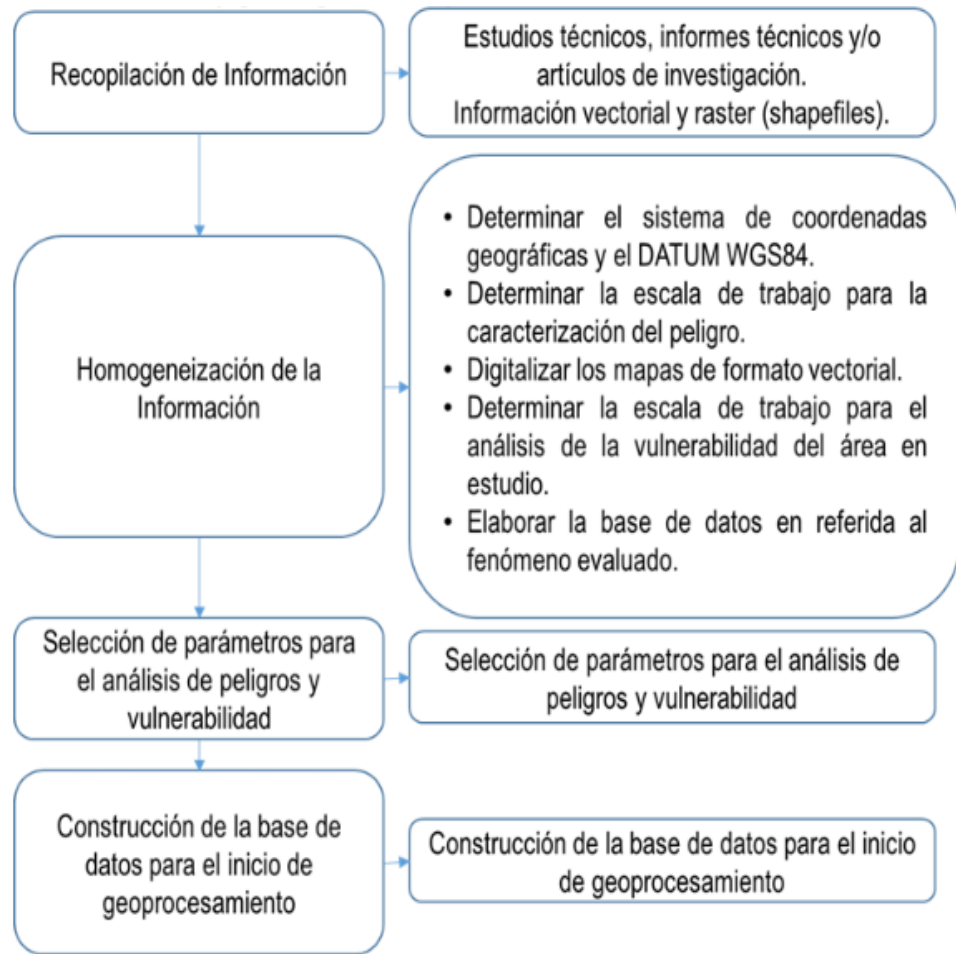 Recopilación de Información
Estudios técnicos, informes técnicos y/o
artículos de investigación.
Información vectorial y raster (shapefiles).
Homogeneización de la
Información
• Determinar el sistema de coordenadas
geográficas y el DATUM WGS84.
• Determinar la escala de trabajo para la
caracterización del peligro.
• Digitalizar los mapas de formato vectorial.
• Determinar la escala de trabajo para el
análisis de la vulnerabilidad del área en
estudio.
• Elaborar la base de datos en referida al
fenómeno evaluado.
Selección de parámetros para
el análisis de peligros y
vulnerabilidad
Selección de parámetros para el análisis de
peligros y vulnerabilidad
Construcción de la base de
datos para el inicio de
geoprocesamiento
Construcción de la base de datos para el inicio
de geoprocesamiento